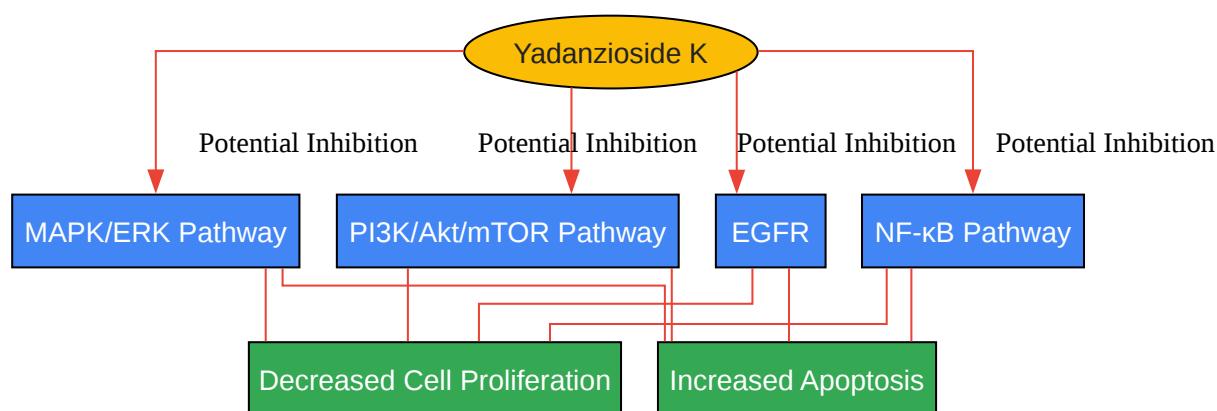 Yadanzioside K
Potential Inhibition
Potential Inhibition
Potential Inhibition
Potential Inhibition
MAPK/ERK Pathway
PI3K/Akt/mTOR Pathway
EGFR
NF-κB Pathway
Decreased Cell Proliferation
Increased Apoptosis